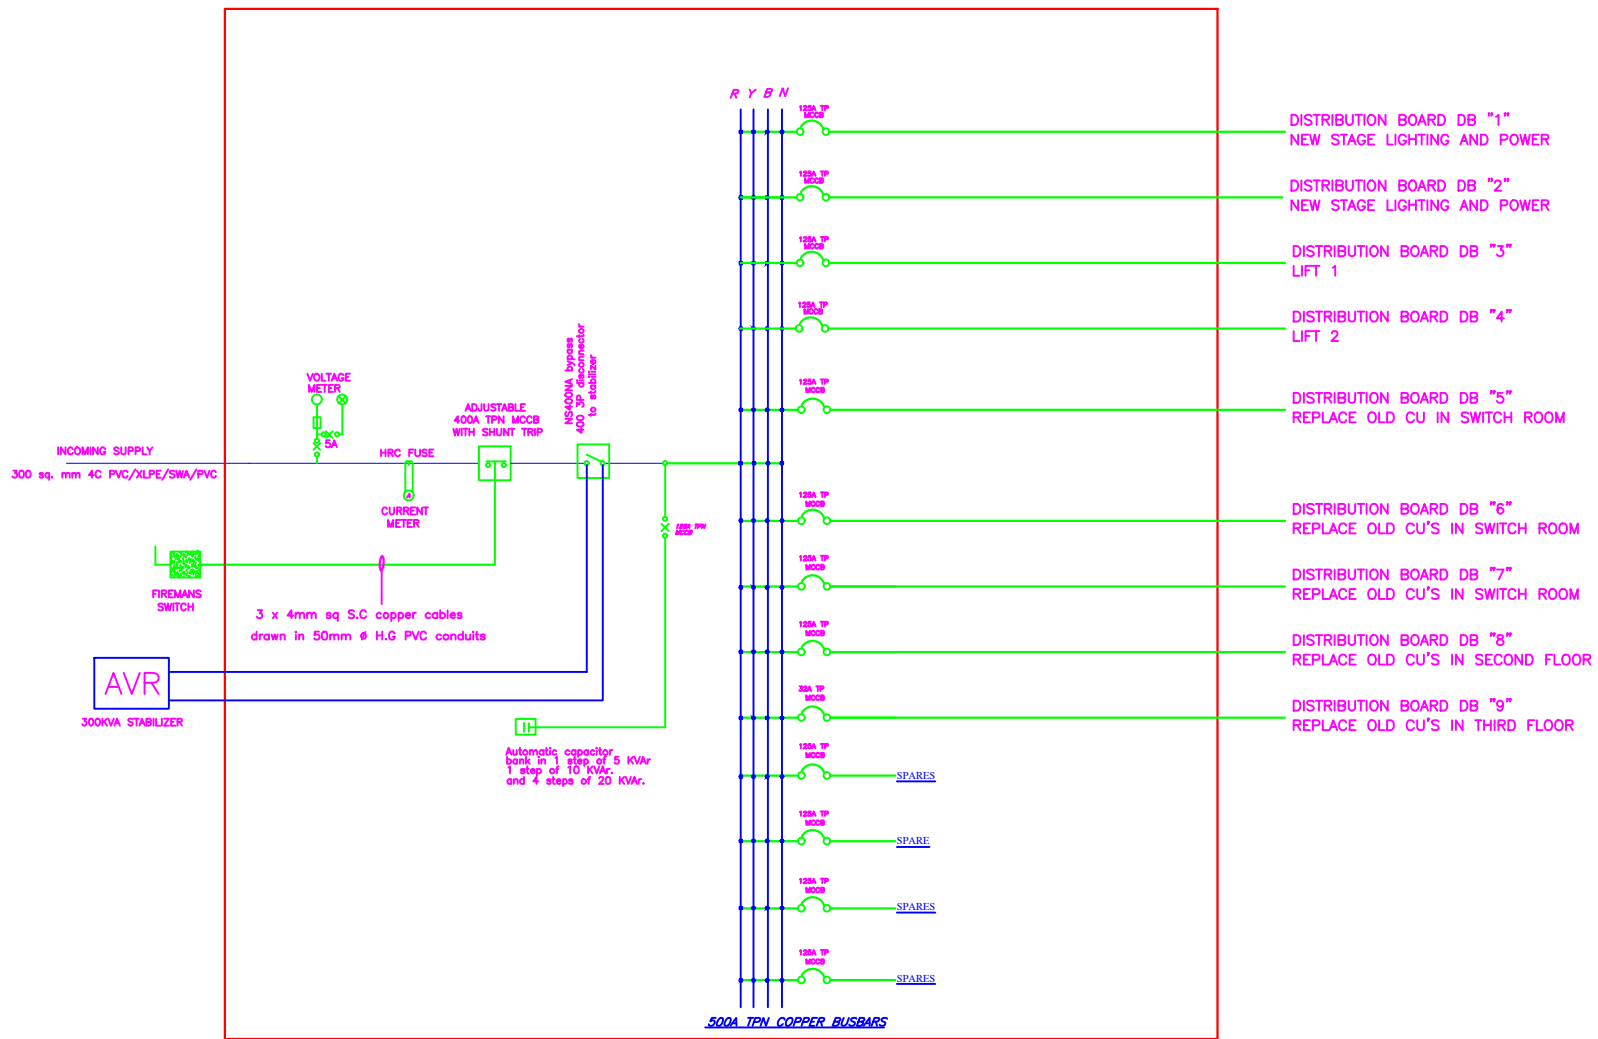 R Y B N
125A TP
MCCB
DISTRIBUTION BOARD DB "1"
NEW STAGE LIGHTING AND POWER
125A TP
MCCB
DISTRIBUTION BOARD DB "2"
NEW STAGE LIGHTING AND POWER
125A TP
MCCB
DISTRIBUTION BOARD DB "3"
LIFT 1
125A TP
MCCB
DISTRIBUTION BOARD DB "4"
LIFT 2
125A TP
MCCB
DISTRIBUTION BOARD DB "5"
REPLACE OLD CU IN SWITCH ROOM
NS400NA bypass
400 3P disconnector
to stabilizer
VOLTAGE
METER
5A
ADJUSTABLE
400A TPN MCCB
WITH SHUNT TRIP
INCOMING SUPPLY
300 sq. mm 4C PVC/XLPE/SWA/PVC
HRC FUSE
A
CURRENT
METER
125A TPN
MCCB
125A TP
MCCB
DISTRIBUTION BOARD DB "6"
REPLACE OLD CU'S IN SWITCH ROOM
125A TP
MCCB
DISTRIBUTION BOARD DB "7"
REPLACE OLD CU'S IN SWITCH ROOM
FIREMANS
SWITCH
3 x 4mm sq S.C copper cables
drawn in 50mm Ø H.G PVC conduits
125A TP
MCCB
DISTRIBUTION BOARD DB "8"
REPLACE OLD CU'S IN SECOND FLOOR
AVR
300KVA STABILIZER
32A TP
MCCB
DISTRIBUTION BOARD DB "9"
REPLACE OLD CU'S IN THIRD FLOOR
Automatic capacitor
bank in 1 step of 5 KVAr
1 step of 10 KVAr.
and 4 steps of 20 KVAr.
125A TP
MCCB
SPARES
125A TP
MCCB
SPARE
125A TP
MCCB
SPARES
125A TP
MCCB
SPARES
500A TPN COPPER BUSBARS